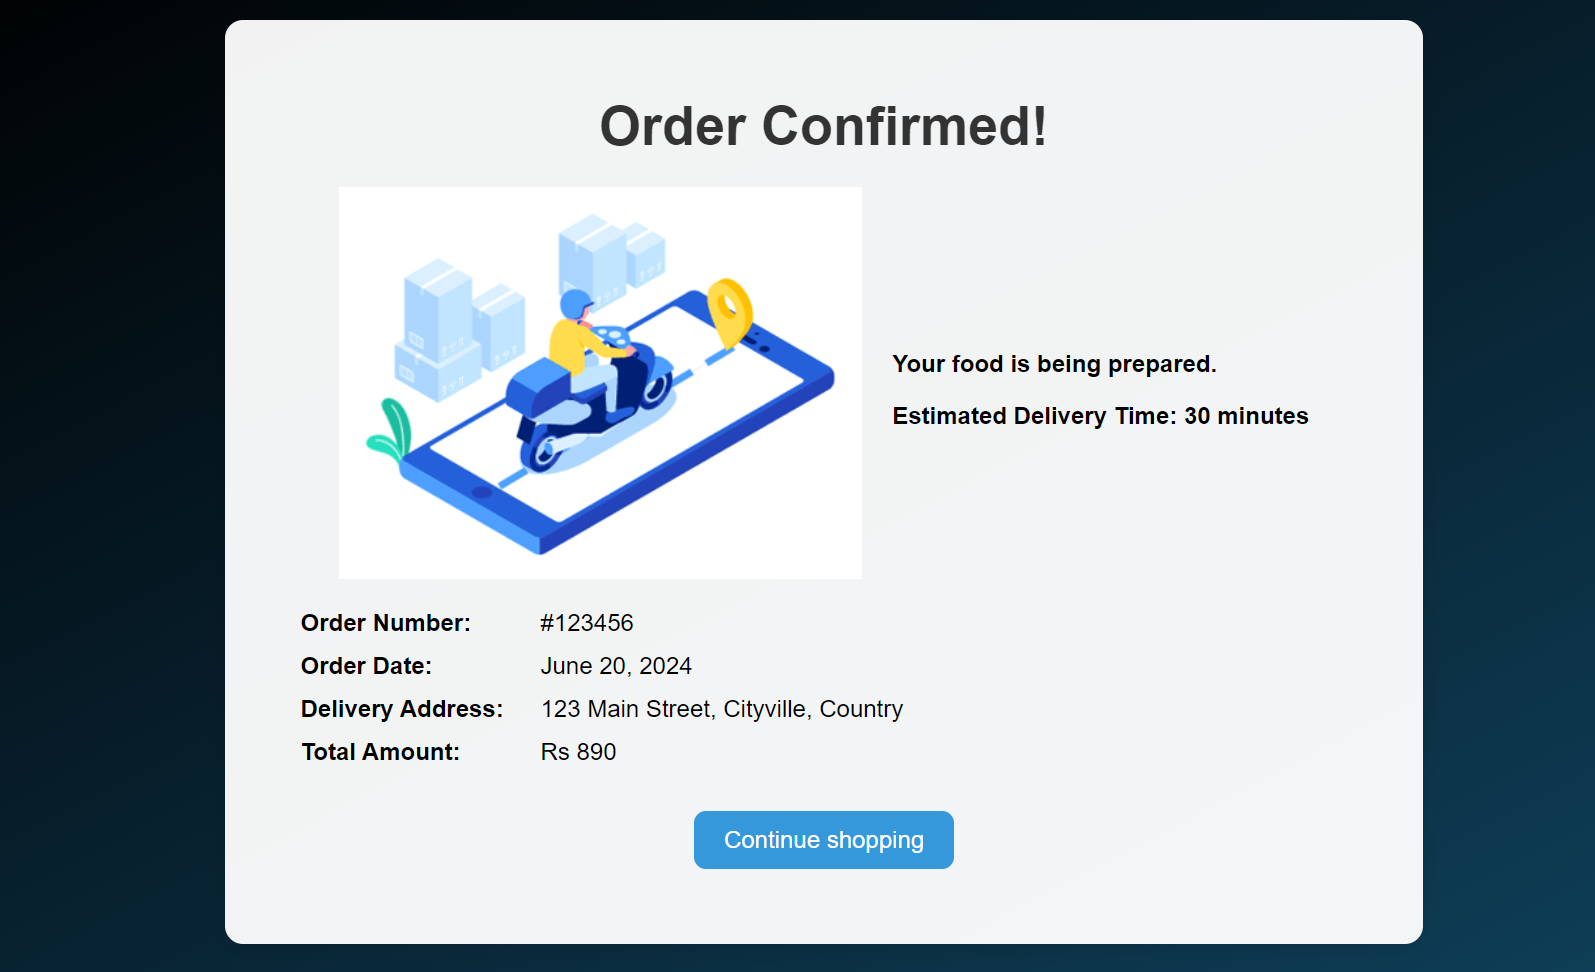 Order Confirmed!
Your food is being prepared.
Estimated Delivery Time: 30 minutes
Order Number: #123456
Order Date: June 20, 2024
Delivery Address: 123 Main Street, Cityville, Country
Total Amount: Rs 890
Continue shopping